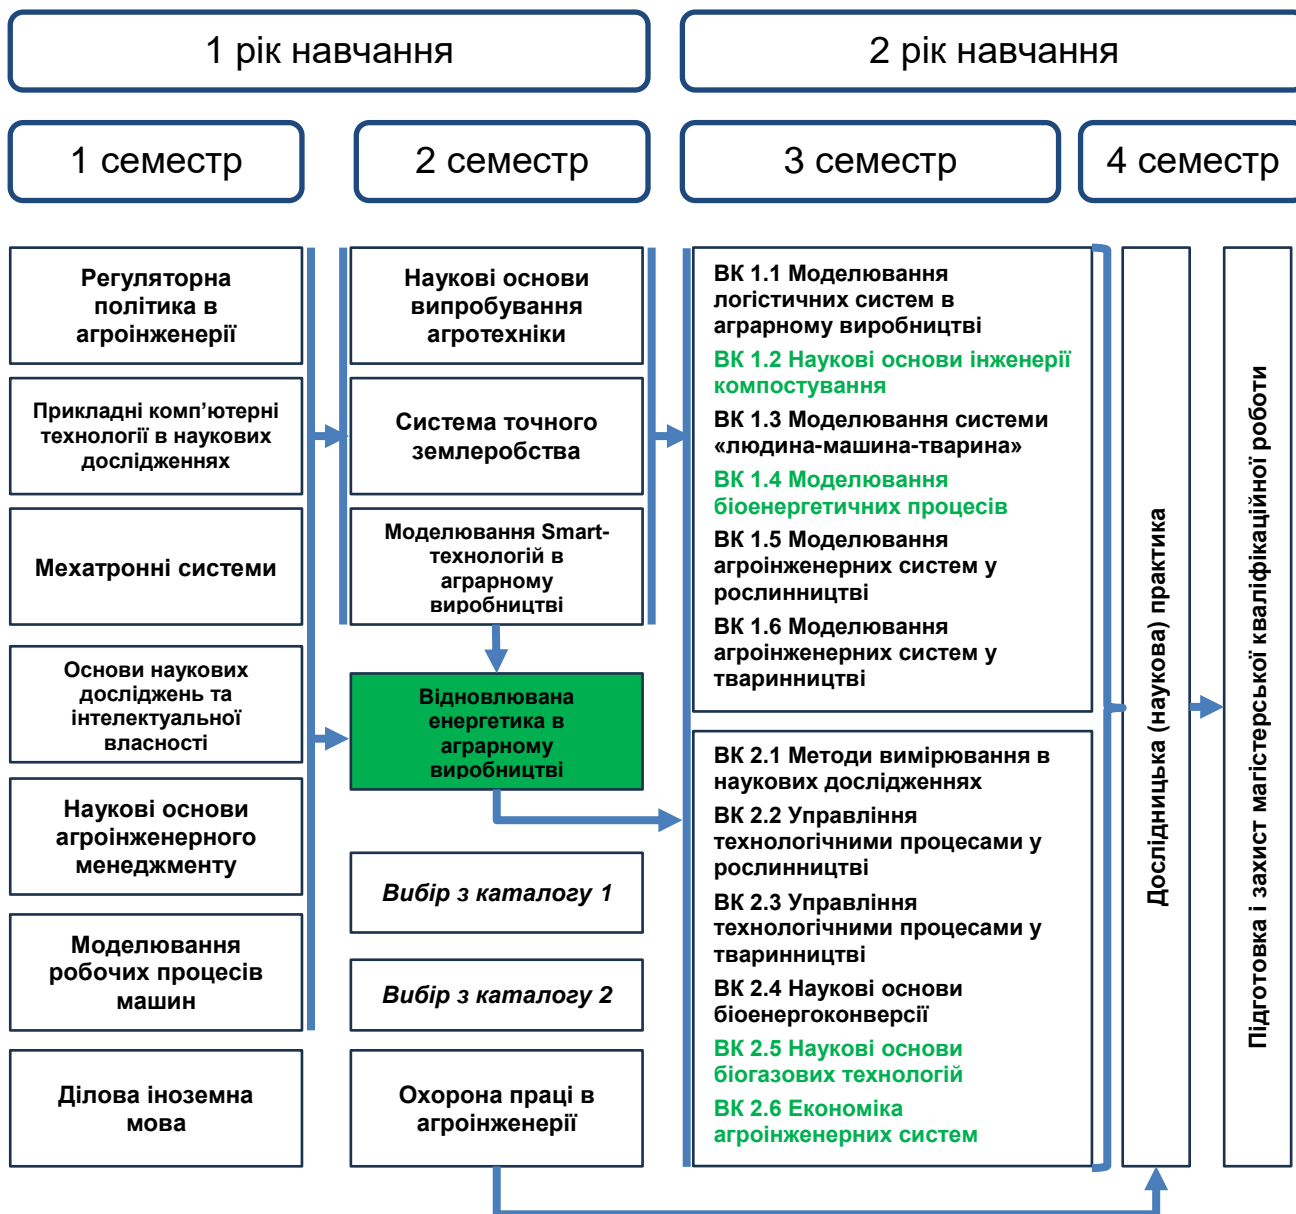 1 рік навчання
2 рік навчання
1 семестр
2 семестр
3 семестр
4 семестр
Регуляторна
політика в
агроінженерії
Прикладні комп’ютерні
технології в наукових
дослідженнях
Мехатронні системи
Основи наукових
досліджень та
інтелектуальної
власності
Наукові основи
агроінженерного
менеджменту
Моделювання
робочих процесів
машин
Ділова іноземна
мова
Наукові основи
випробування
агротехніки
Система точного
землеробства
Моделювання Smart-
технологій в
аграрному
виробництві
Відновлювана
енергетика в
аграрному
виробництві
Вибір з каталогу 1
Вибір з каталогу 2
Охорона праці в
агроінженерії
ВК 1.1 Моделювання
логістичних систем в
аграрному виробництві
ВК 1.2 Наукові основи інженерії
компостування
ВК 1.3 Моделювання системи
«людина-машина-тварина»
ВК 1.4 Моделювання
біоенергетичних процесів
ВК 1.5 Моделювання
агроінженерних систем у
рослинництві
ВК 1.6 Моделювання
агроінженерних систем у
тваринництві
ВК 2.1 Методи вимірювання в
наукових дослідженнях
ВК 2.2 Управління
технологічними процесами у
рослинництві
ВК 2.3 Управління
технологічними процесами у
тваринництві
ВК 2.4 Наукові основи
біоенергоконверсії
ВК 2.5 Наукові основи
біогазових технологій
ВК 2.6 Економіка
агроінженерних систем
Дослідницька (наукова) практика
Підготовка і захист магістерської кваліфікаційної роботи